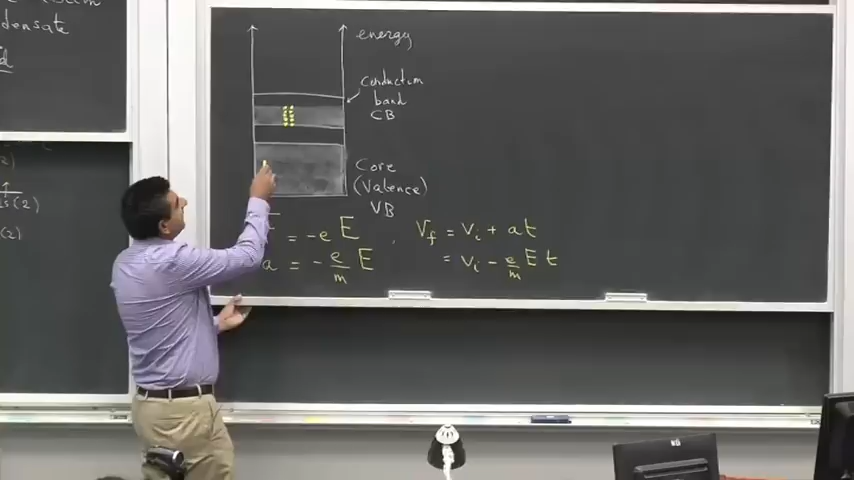 densate
energy
Conduction
band
CB
Core
(Valence)
VB
= -e E , V_f = v_i + at
a = - e/m E = v_i - e/m E t